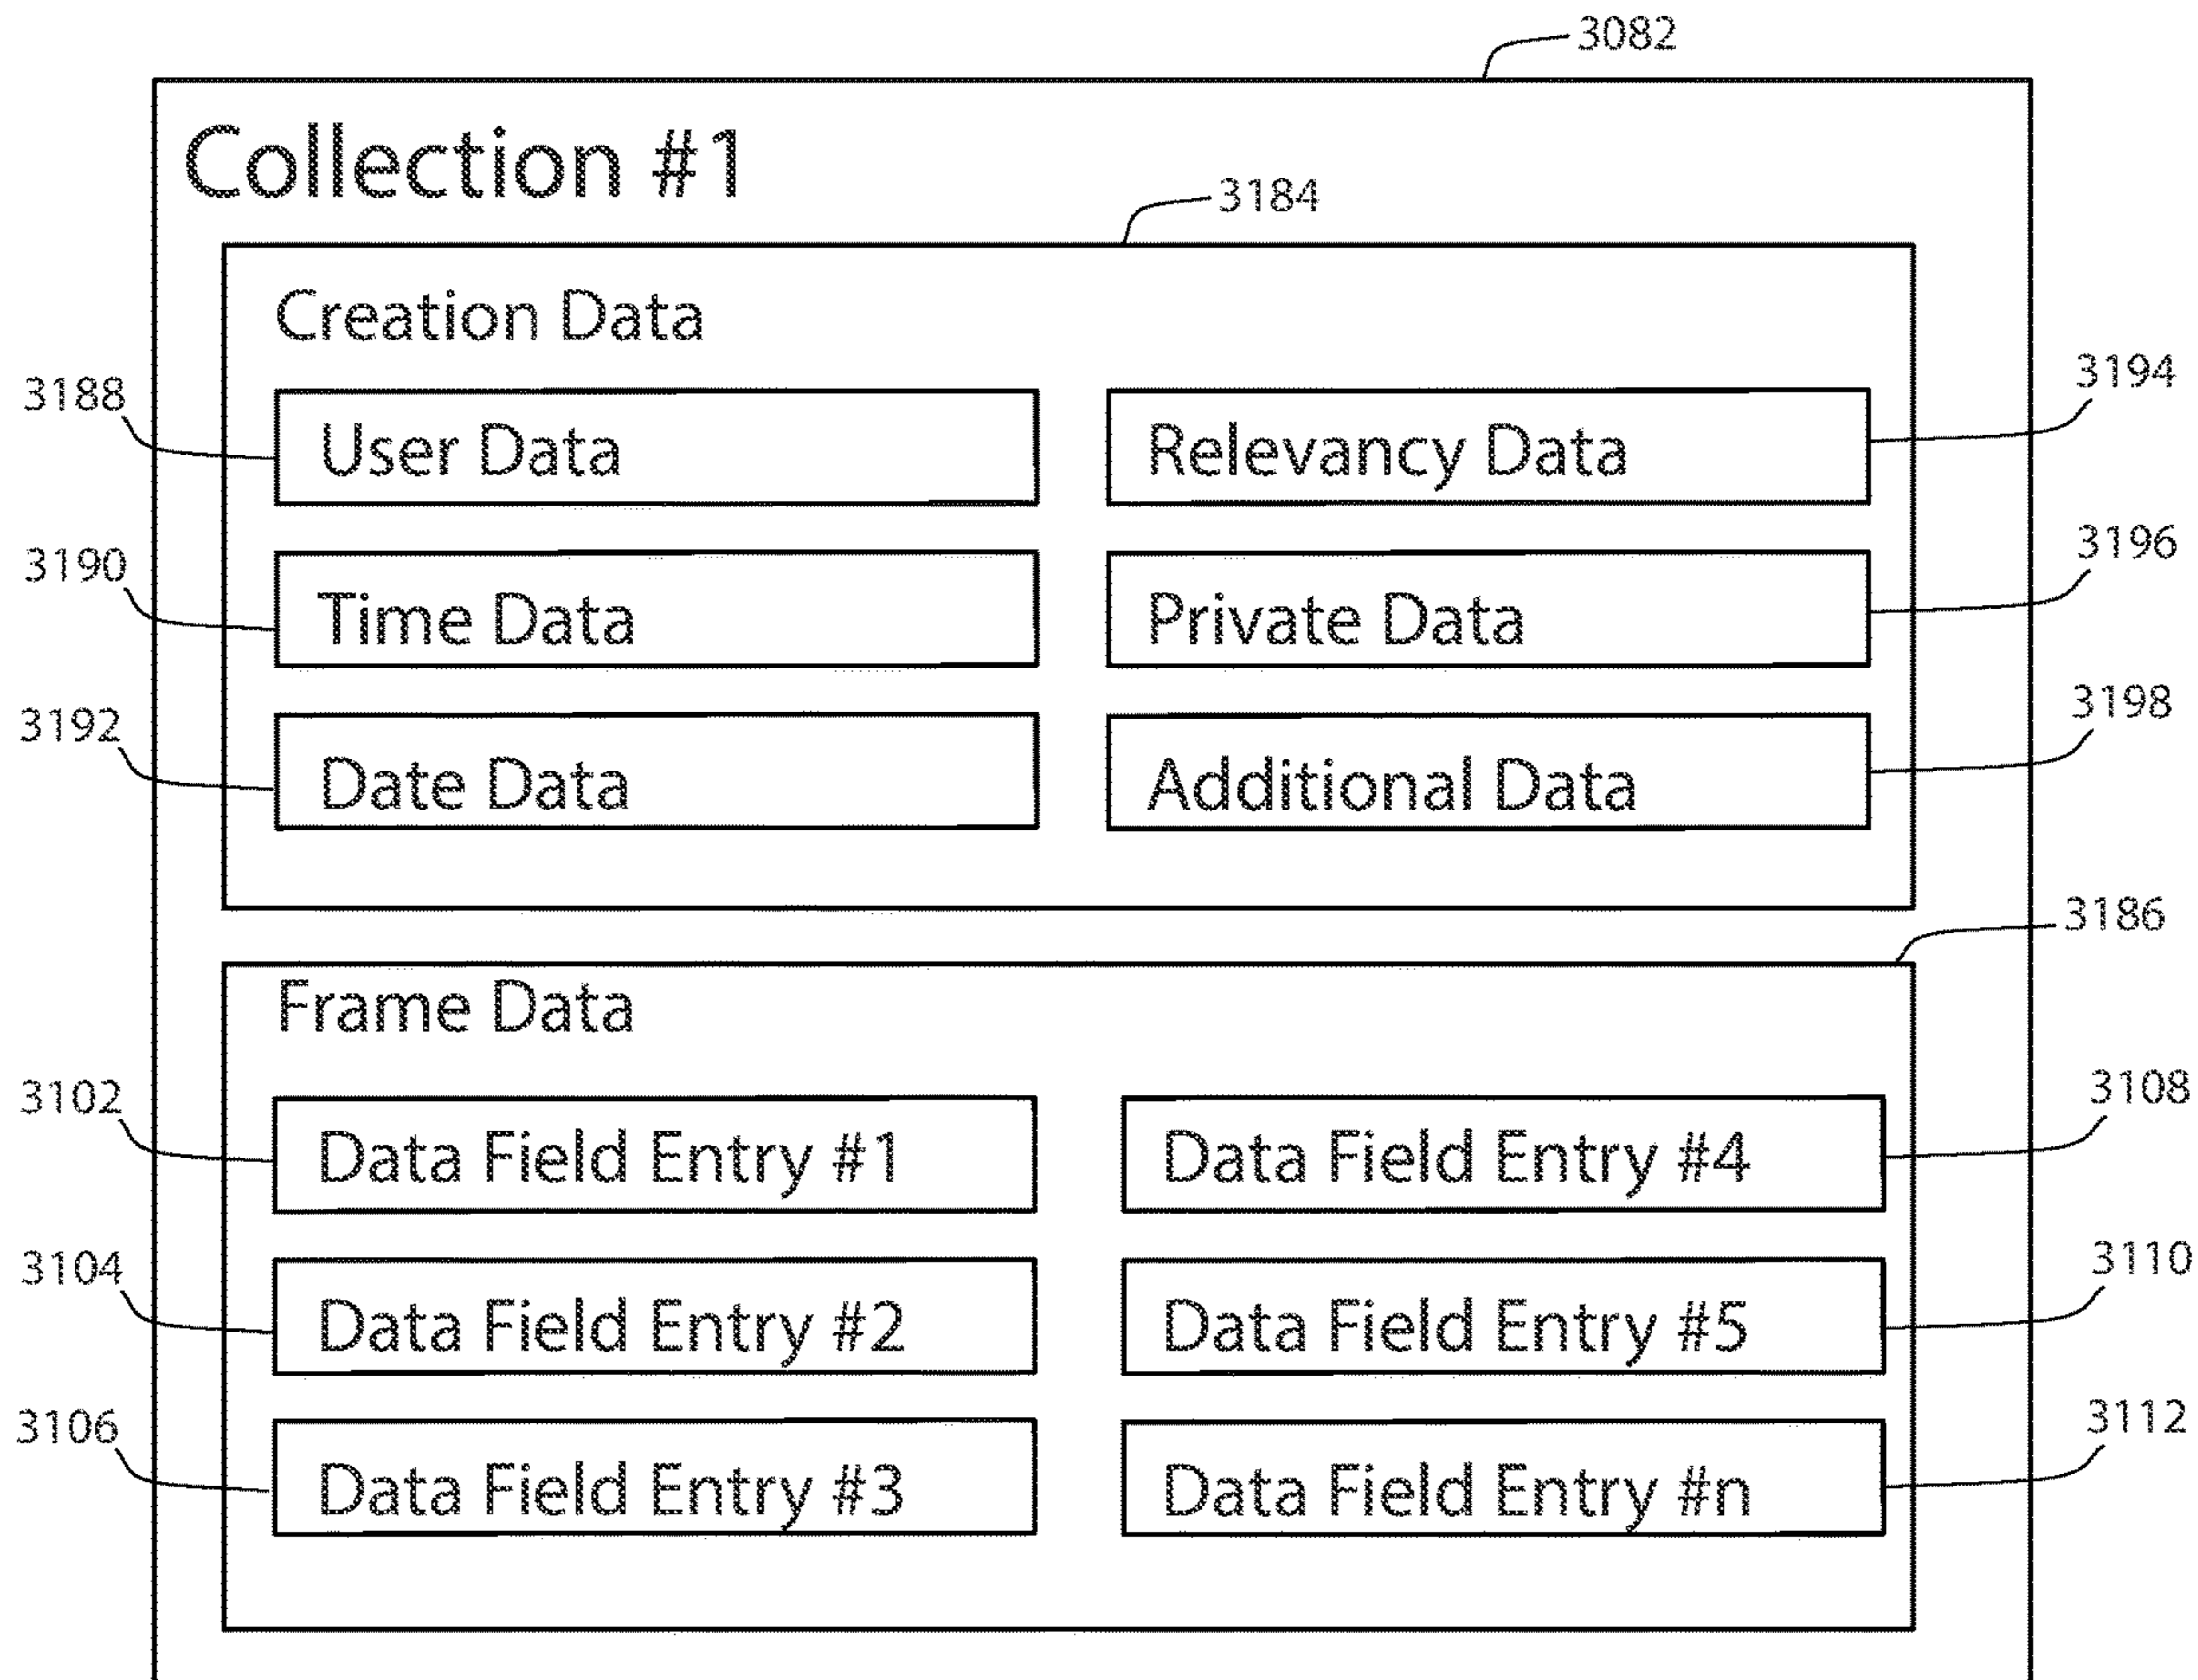 3082
Collection #1
3184
Creation Data
3188
User Data
Relevancy Data
3194
3190
Time Data
Private Data
3196
3192
Date Data
Additional Data
3198
3186
Frame Data
3102
Data Field Entry #1
Data Field Entry #4
3108
3104
Data Field Entry #2
Data Field Entry #5
3110
3106
Data Field Entry #3
Data Field Entry #n
3112